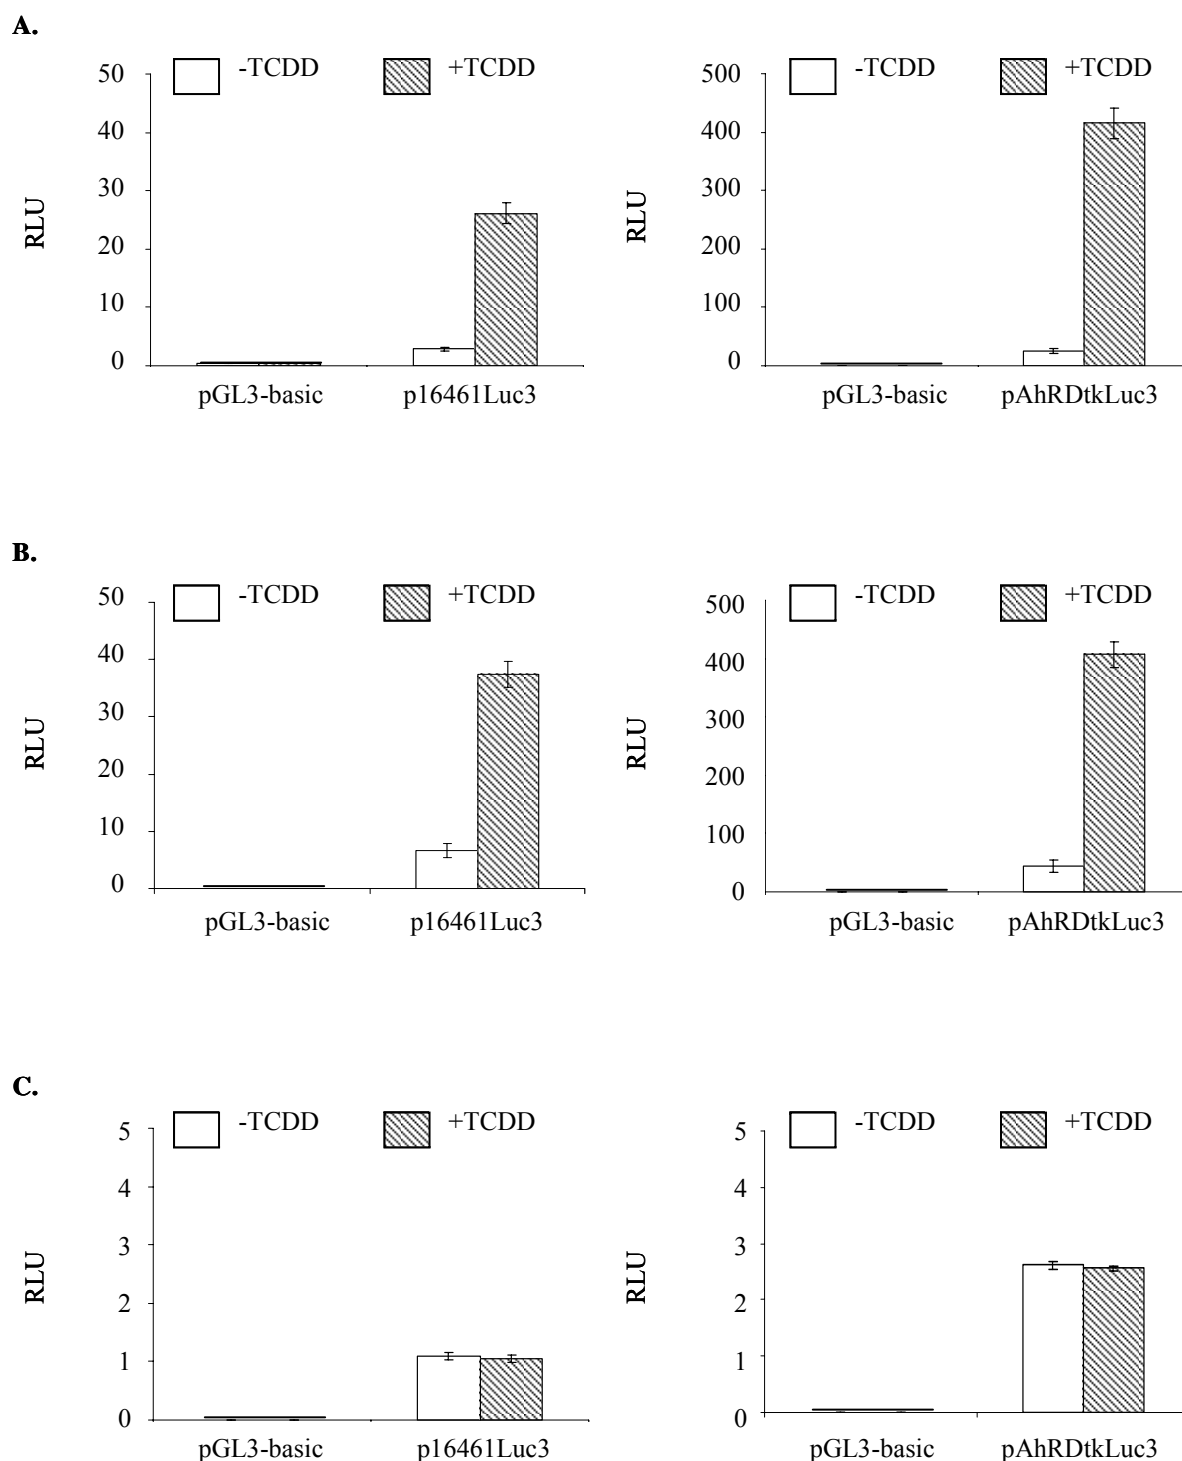 A.
-TCDD +TCDD
50
40
30
20
10
0
RLU
pGL3-basic p16461Luc3
-TCDD +TCDD
500
400
300
200
100
0
RLU
pGL3-basic pAhRDtkLuc3
B.
-TCDD +TCDD
50
40
30
20
10
0
RLU
pGL3-basic p16461Luc3
-TCDD +TCDD
500
400
300
200
100
0
RLU
pGL3-basic pAhRDtkLuc3
C.
-TCDD +TCDD
5
4
3
2
1
0
RLU
pGL3-basic p16461Luc3
-TCDD +TCDD
5
4
3
2
1
0
RLU
pGL3-basic pAhRDtkLuc3